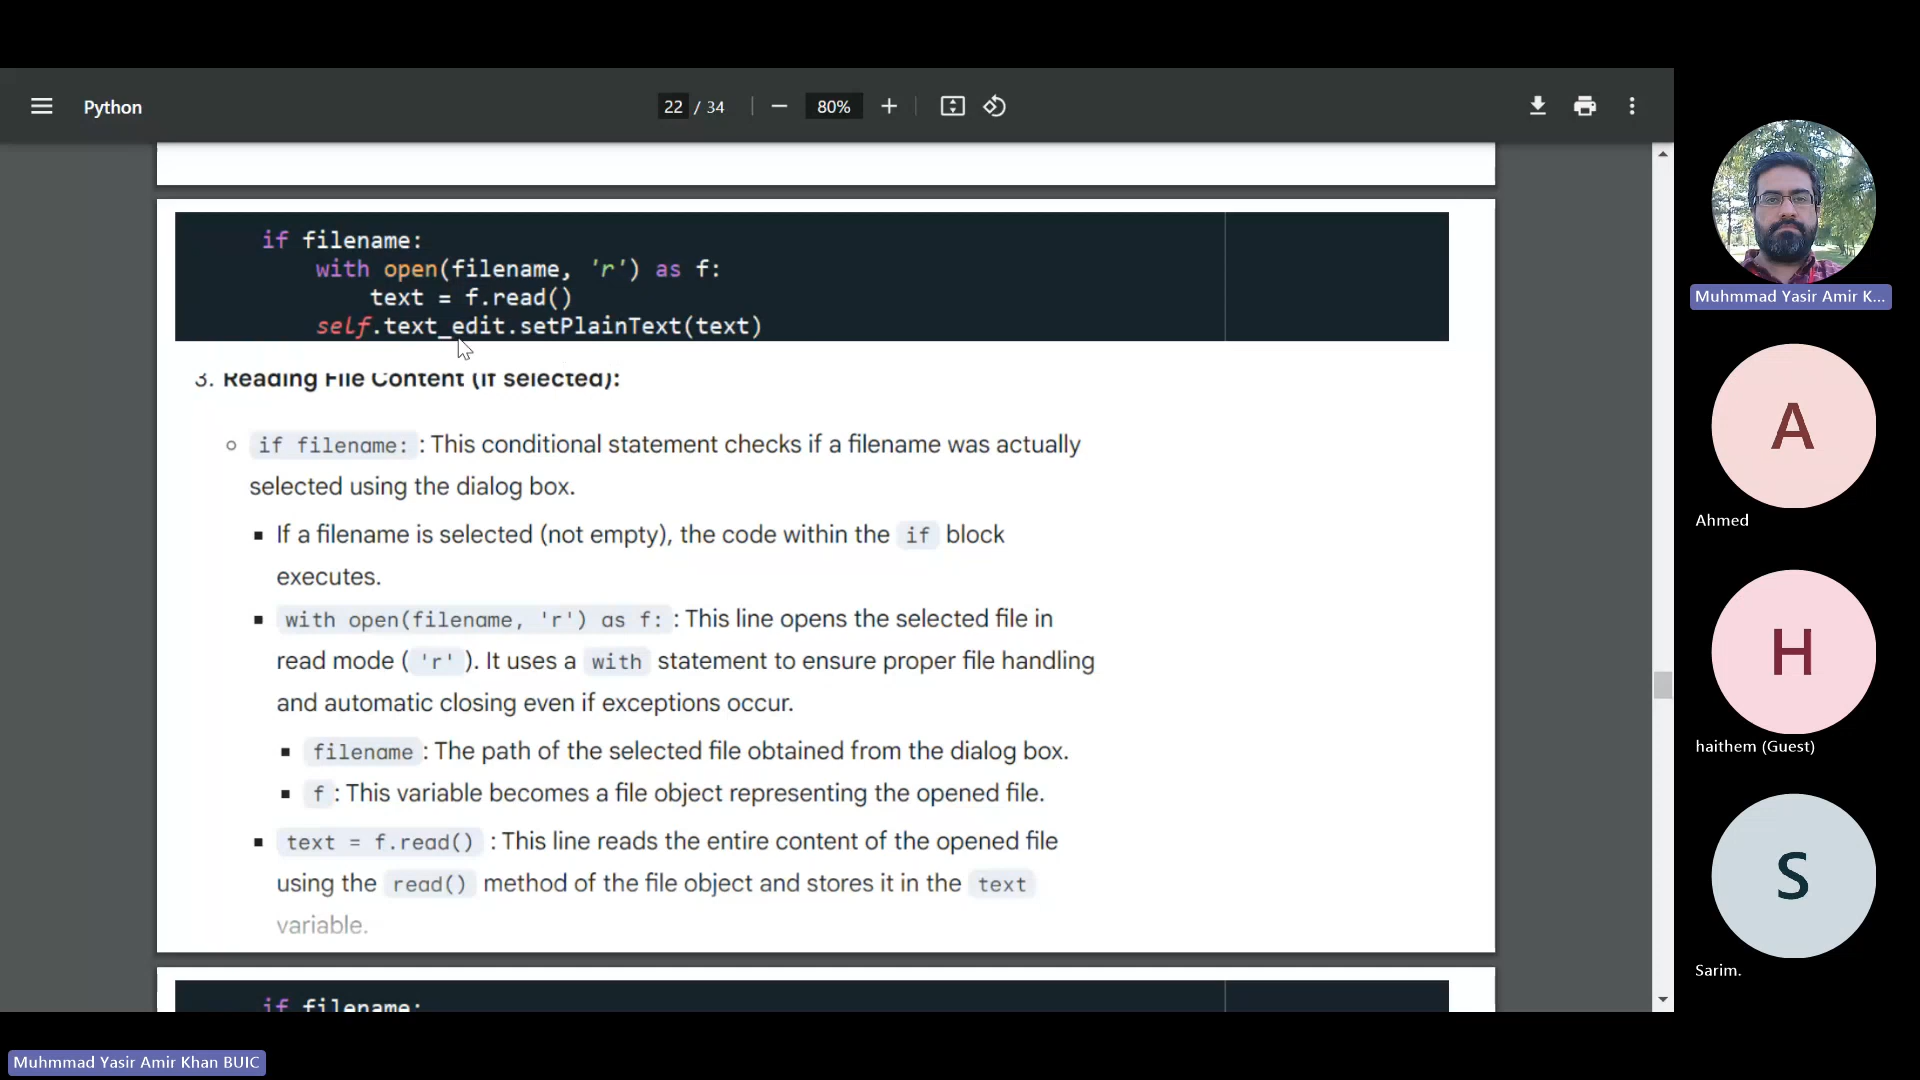 Python
22 / 34
80%
if filename:
with open(filename, 'r') as f:
text = f.read()
self.text_edit.setPlainText(text)
3. Reading File Content (if selected):
if filename: : This conditional statement checks if a filename was actually
selected using the dialog box.
If a filename is selected (not empty), the code within the if block
executes.
with open(filename, 'r') as f: : This line opens the selected file in
read mode ( 'r' ). It uses a with statement to ensure proper file handling
and automatic closing even if exceptions occur.
filename : The path of the selected file obtained from the dialog box.
f : This variable becomes a file object representing the opened file.
text = f.read() : This line reads the entire content of the opened file
using the read() method of the file object and stores it in the text
variable.
if filename:
Muhmmad Yasir Amir K...
A
Ahmed
H
haithem (Guest)
S
Sarim.
Muhmmad Yasir Amir Khan BUIC